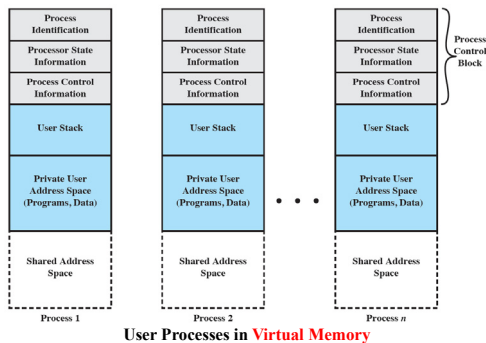 Process
Identification
Processor State
Information
Process Control
Information
User Stack
Private User
Address Space
(Programs, Data)
Shared Address
Space
Process 1
Process
Identification
Processor State
Information
Process Control
Information
User Stack
Private User
Address Space
(Programs, Data)
Shared Address
Space
Process 2
• • •
Process
Identification
Processor State
Information
Process Control
Information
User Stack
Private User
Address Space
(Programs, Data)
Shared Address
Space
Process n
Process
Control
Block
User Processes in Virtual Memory